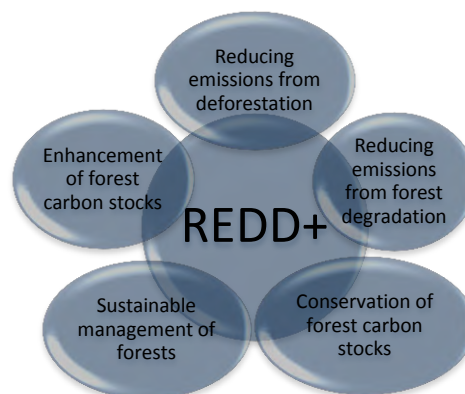 Reducing
emissions from
deforestation
Reducing
emissions
from forest
degradation
Conservation of
forest carbon
stocks
Sustainable
management of
forests
Enhancement
of forest
carbon stocks
REDD+